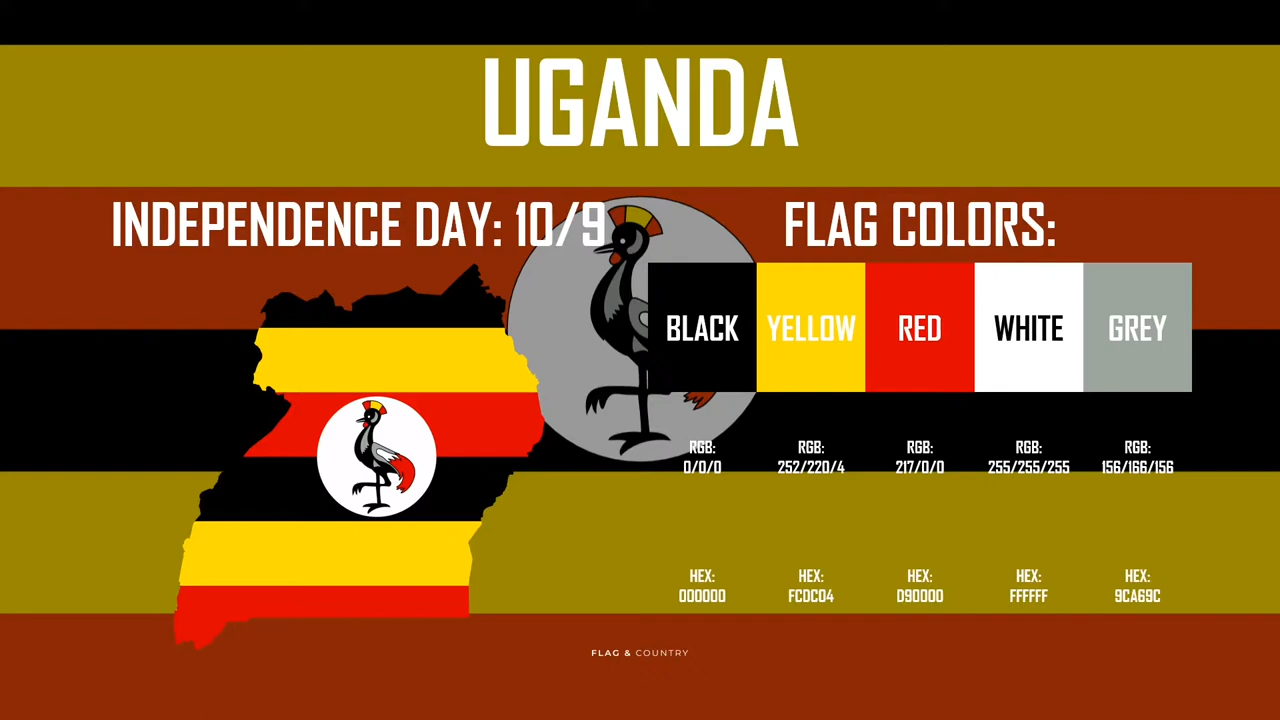 UGANDA
INDEPENDENCE DAY: 10/9
FLAG COLORS:
BLACK
YELLOW
RED
WHITE
GREY
RGB:
0/0/0
RGB:
252/220/4
RGB:
217/0/0
RGB:
255/255/255
RGB:
156/166/156
HEX:
000000
HEX:
FCDC04
HEX:
D90000
HEX:
FFFFFF
HEX:
9CA69C
FLAG & COUNTRY